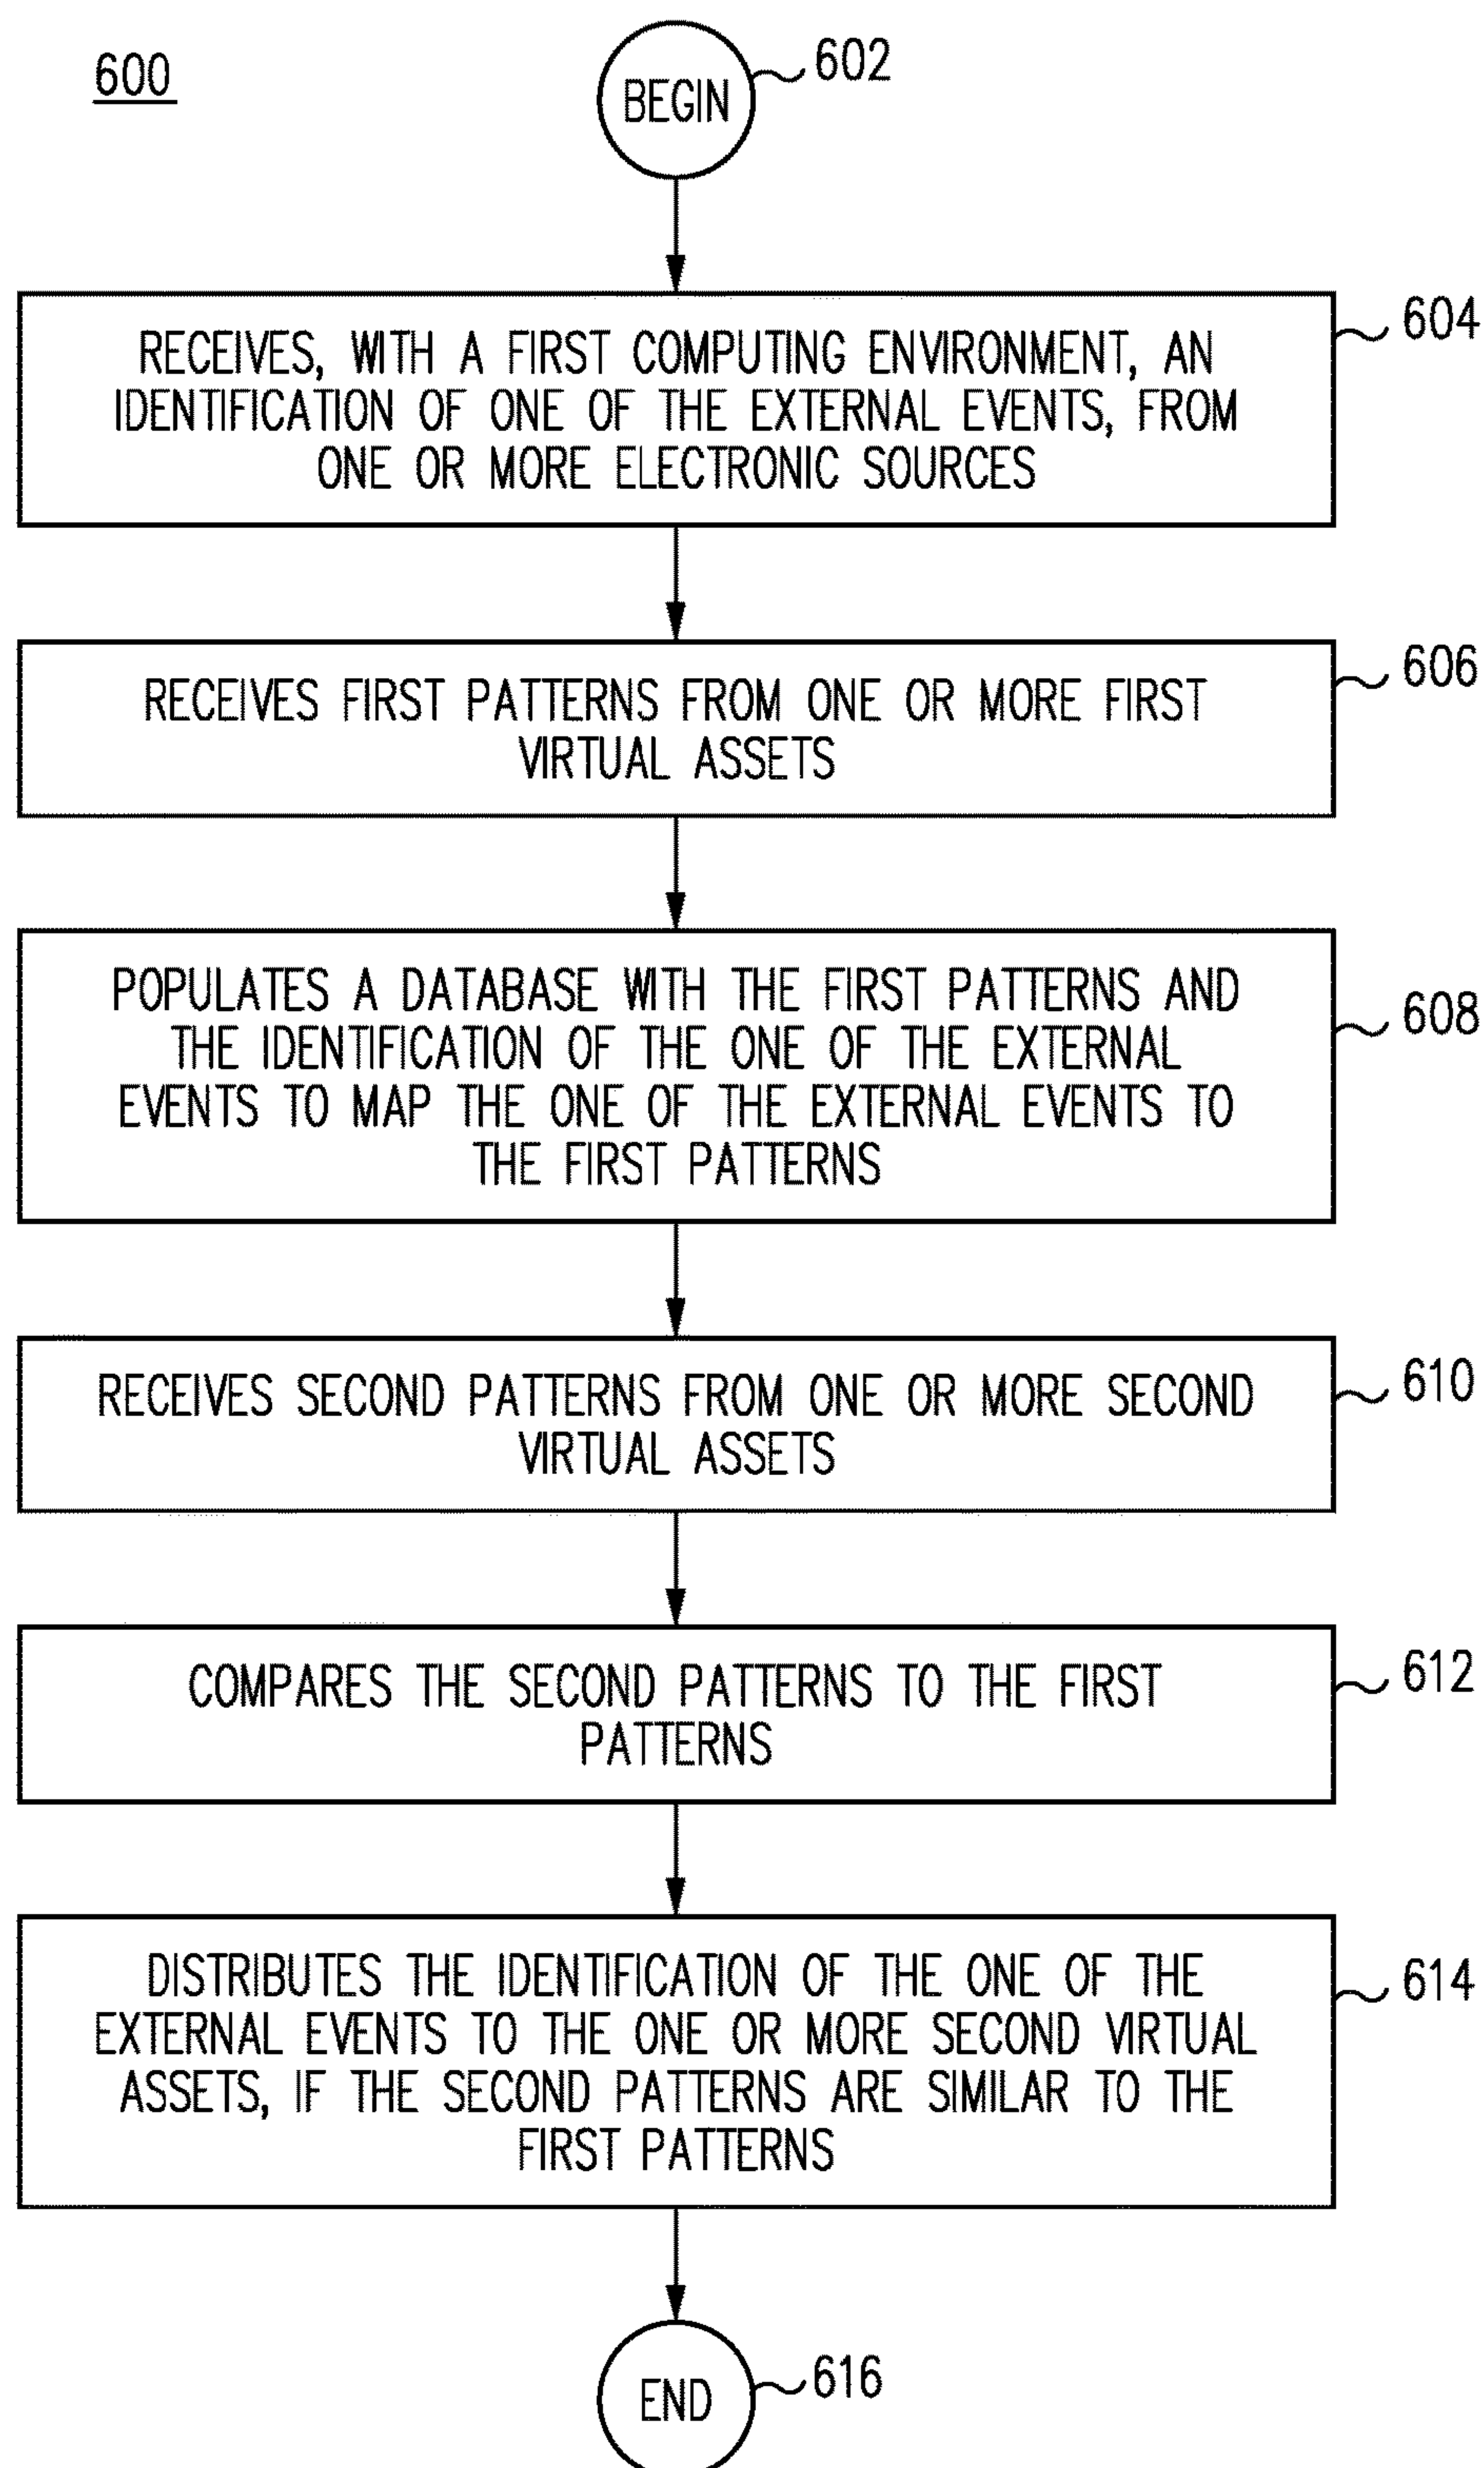 600
BEGIN
602
RECEIVES, WITH A FIRST COMPUTING ENVIRONMENT, AN
IDENTIFICATION OF ONE OF THE EXTERNAL EVENTS, FROM
ONE OR MORE ELECTRONIC SOURCES
604
RECEIVES FIRST PATTERNS FROM ONE OR MORE FIRST
VIRTUAL ASSETS
606
POPULATES A DATABASE WITH THE FIRST PATTERNS AND
THE IDENTIFICATION OF THE ONE OF THE EXTERNAL
EVENTS TO MAP THE ONE OF THE EXTERNAL EVENTS TO
THE FIRST PATTERNS
608
RECEIVES SECOND PATTERNS FROM ONE OR MORE SECOND
VIRTUAL ASSETS
610
COMPARES THE SECOND PATTERNS TO THE FIRST
PATTERNS
612
DISTRIBUTES THE IDENTIFICATION OF THE ONE OF THE
EXTERNAL EVENTS TO THE ONE OR MORE SECOND VIRTUAL
ASSETS, IF THE SECOND PATTERNS ARE SIMILAR TO THE
FIRST PATTERNS
614
END
616